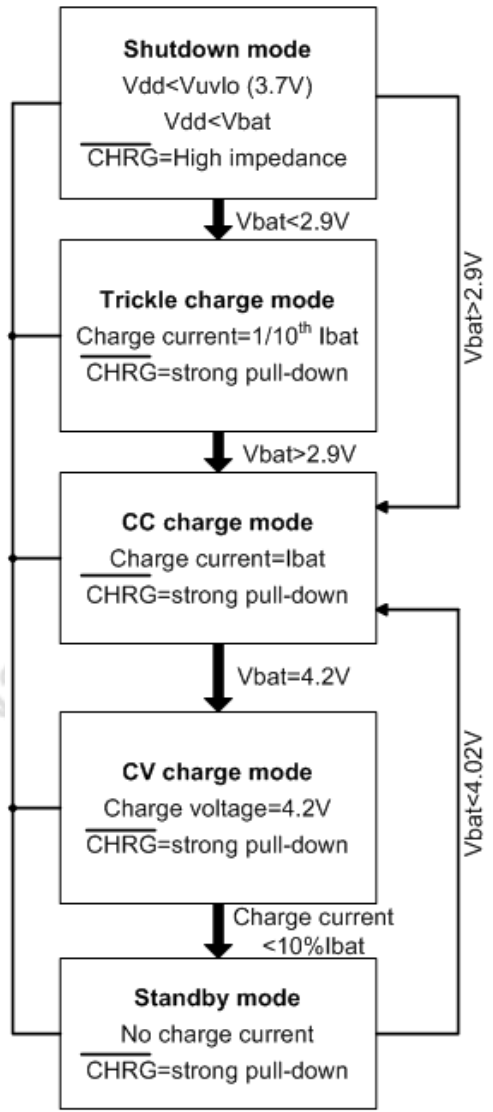 Shutdown mode
Vdd<Vuvlo (3.7V)
Vdd<Vbat
CHRG=High impedance
Vbat<2.9V
Vbat>2.9V
Trickle charge mode
Charge current=1/10th Ibat
CHRG=strong pull-down
Vbat>2.9V
CC charge mode
Charge current=Ibat
CHRG=strong pull-down
Vbat=4.2V
Vbat<4.02V
CV charge mode
Charge voltage=4.2V
CHRG=strong pull-down
Charge current
<10%Ibat
Standby mode
No charge current
CHRG=strong pull-down